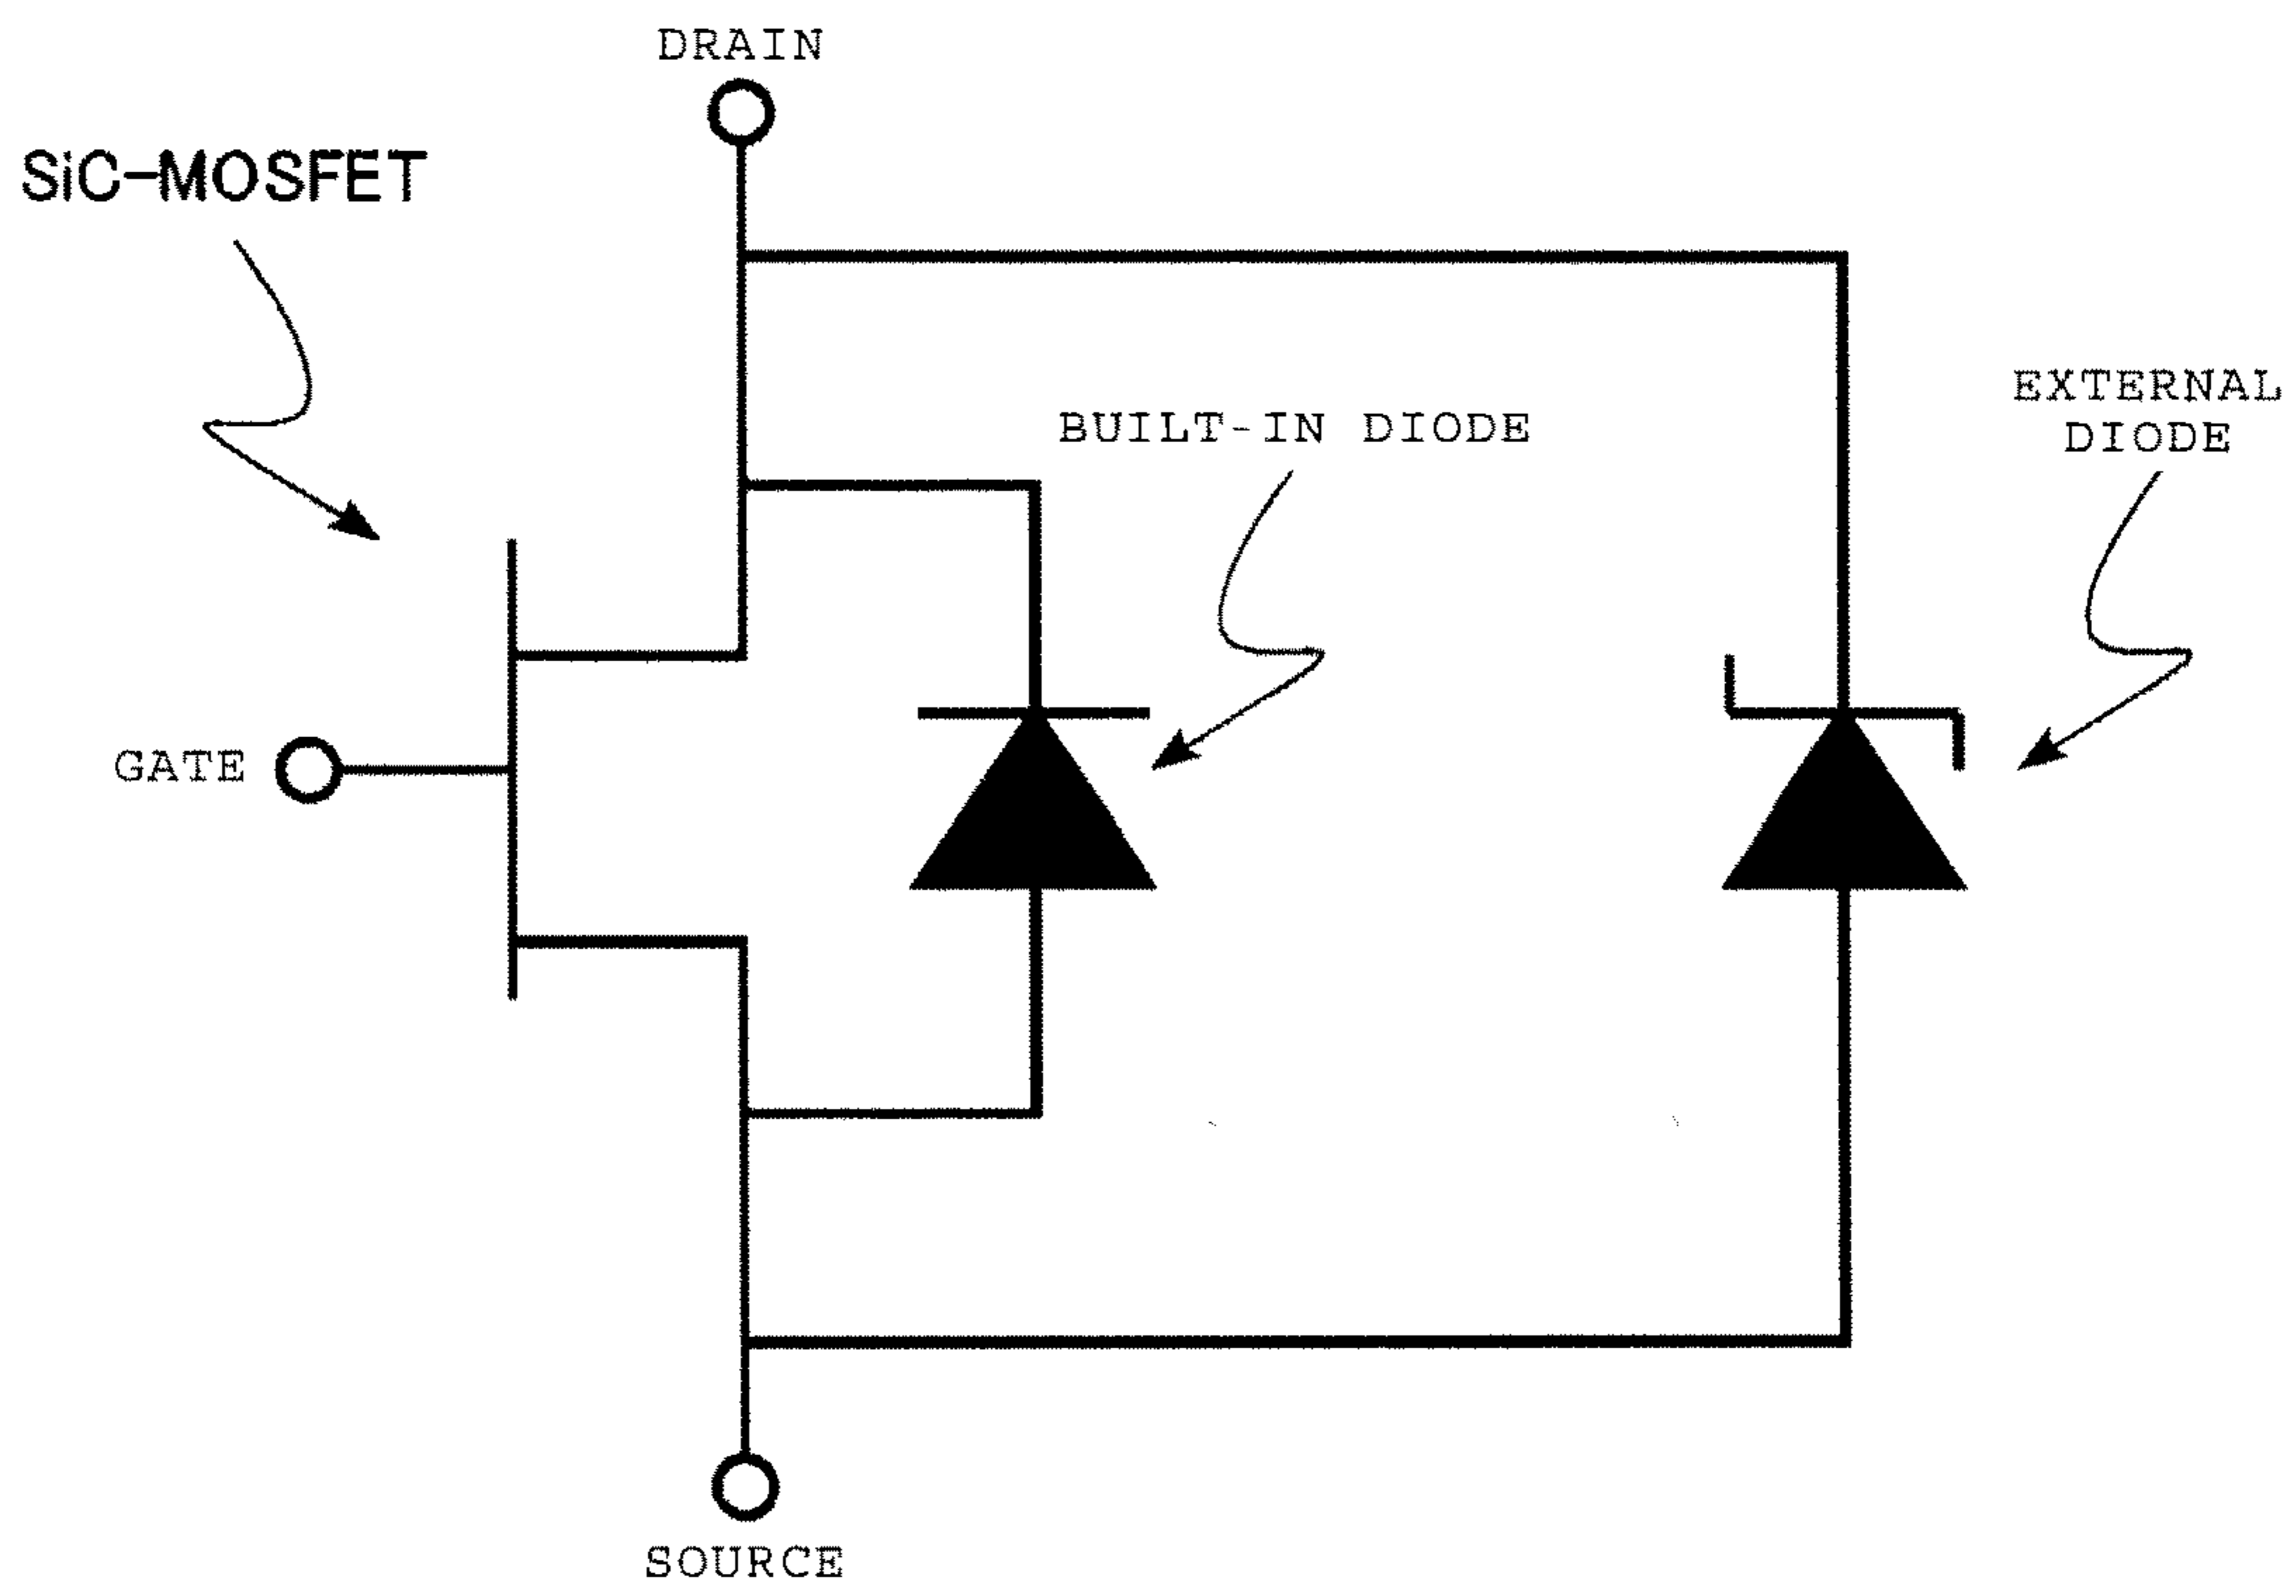 DRAIN
SiC-MOSFET
BUILT-IN DIODE
EXTERNAL
DIODE
GATE
SOURCE